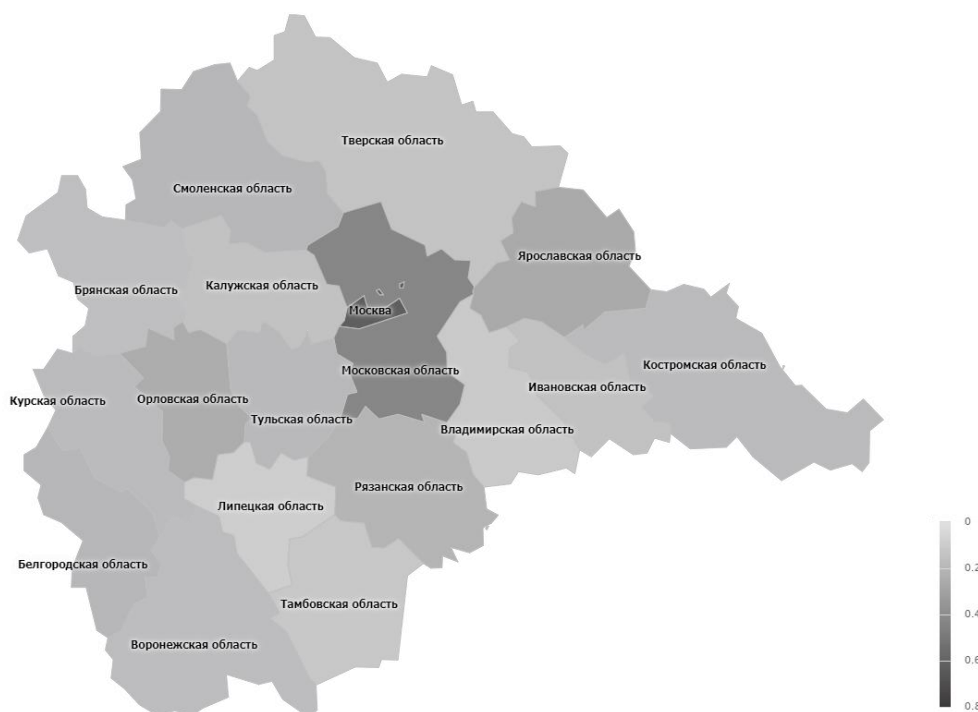 Тверская область
Смоленская область
Ярославская область
Брянская область
Калужская область
Москва
Московская область
Костромская область
Ивановская область
Курская область
Орловская область
Тульская область
Владимирская область
Рязанская область
Липецкая область
Белгородская область
Тамбовская область
Воронежская область
0
0.2
0.4
0.6
0.8